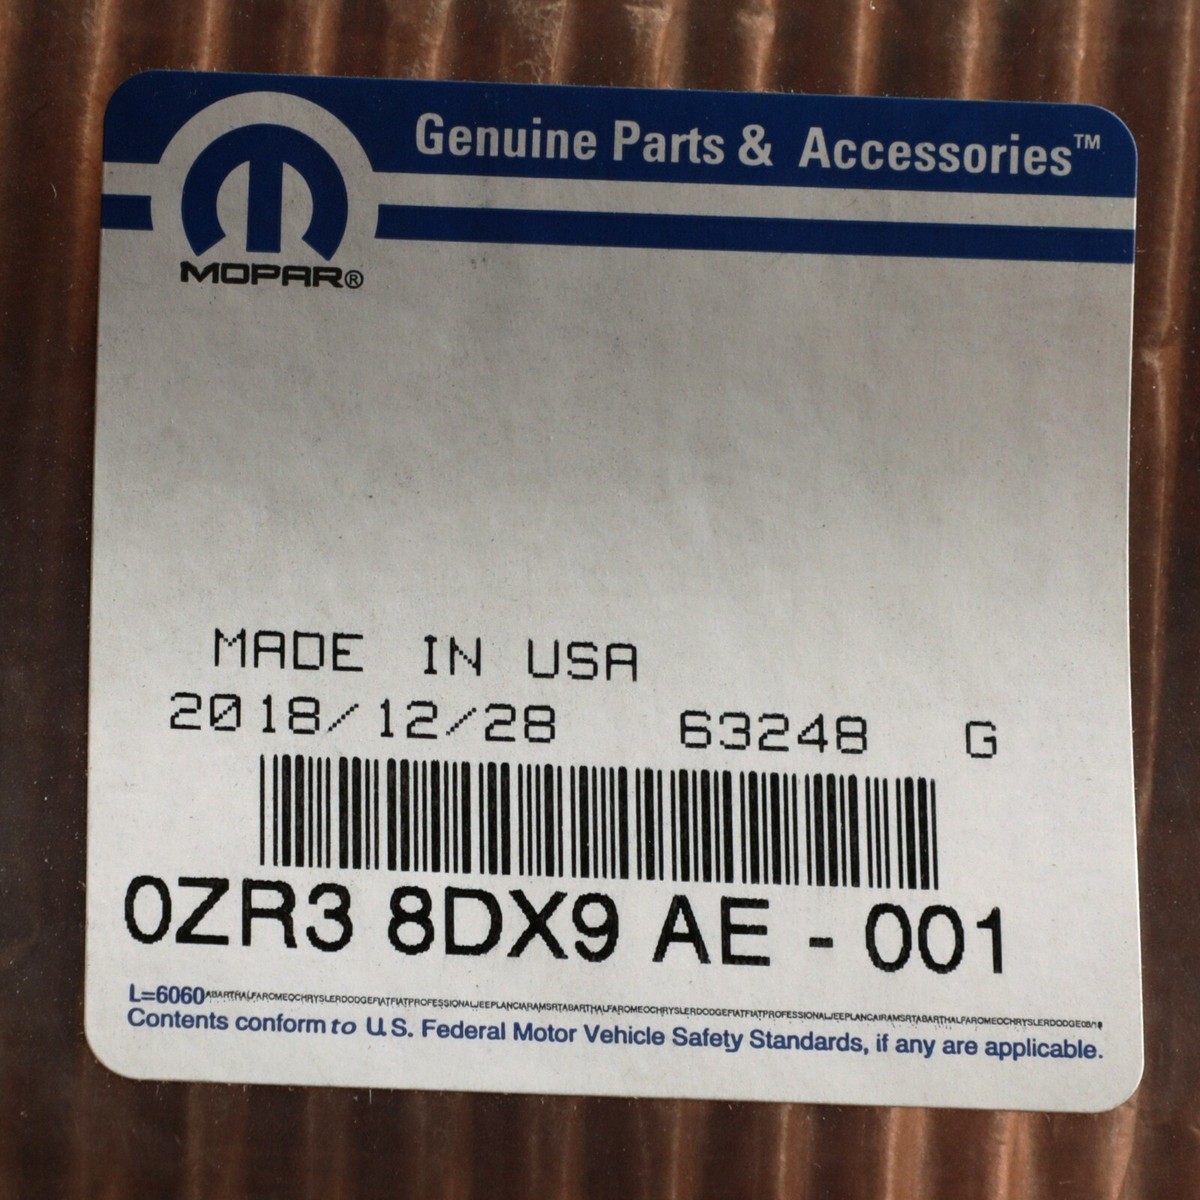 Genuine Parts & Accessories™
MOPAR®
MADE IN USA
2018/12/28 63248 G
0ZR3 8DX9 AE - 001
L=6060
Contents conform to U.S. Federal Motor Vehicle Safety Standards, if any are applicable.